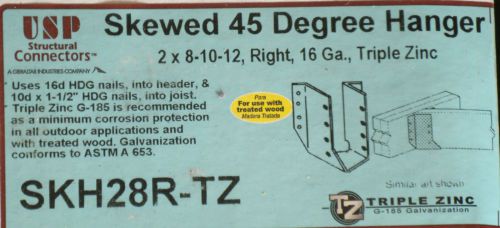 USP
Structural
Connectors™
A GIBRALTAR INDUSTRIES COMPANY
Skewed 45 Degree Hanger
2 x 8-10-12, Right, 16 Ga., Triple Zinc
Uses 16d HDG nails, into header, &
10d x 1-1/2" HDG nails, into joist.
Triple Zinc G-185 is recommended
as a minimum corrosion protection
in all outdoor applications and
with treated wood. Galvanization
conforms to ASTM A 653.
Para
For use with
treated wood
Madera Tratada
SKH28R-TZ
Similar art shown
TZ TRIPLE ZINC
G-185 Galvanization